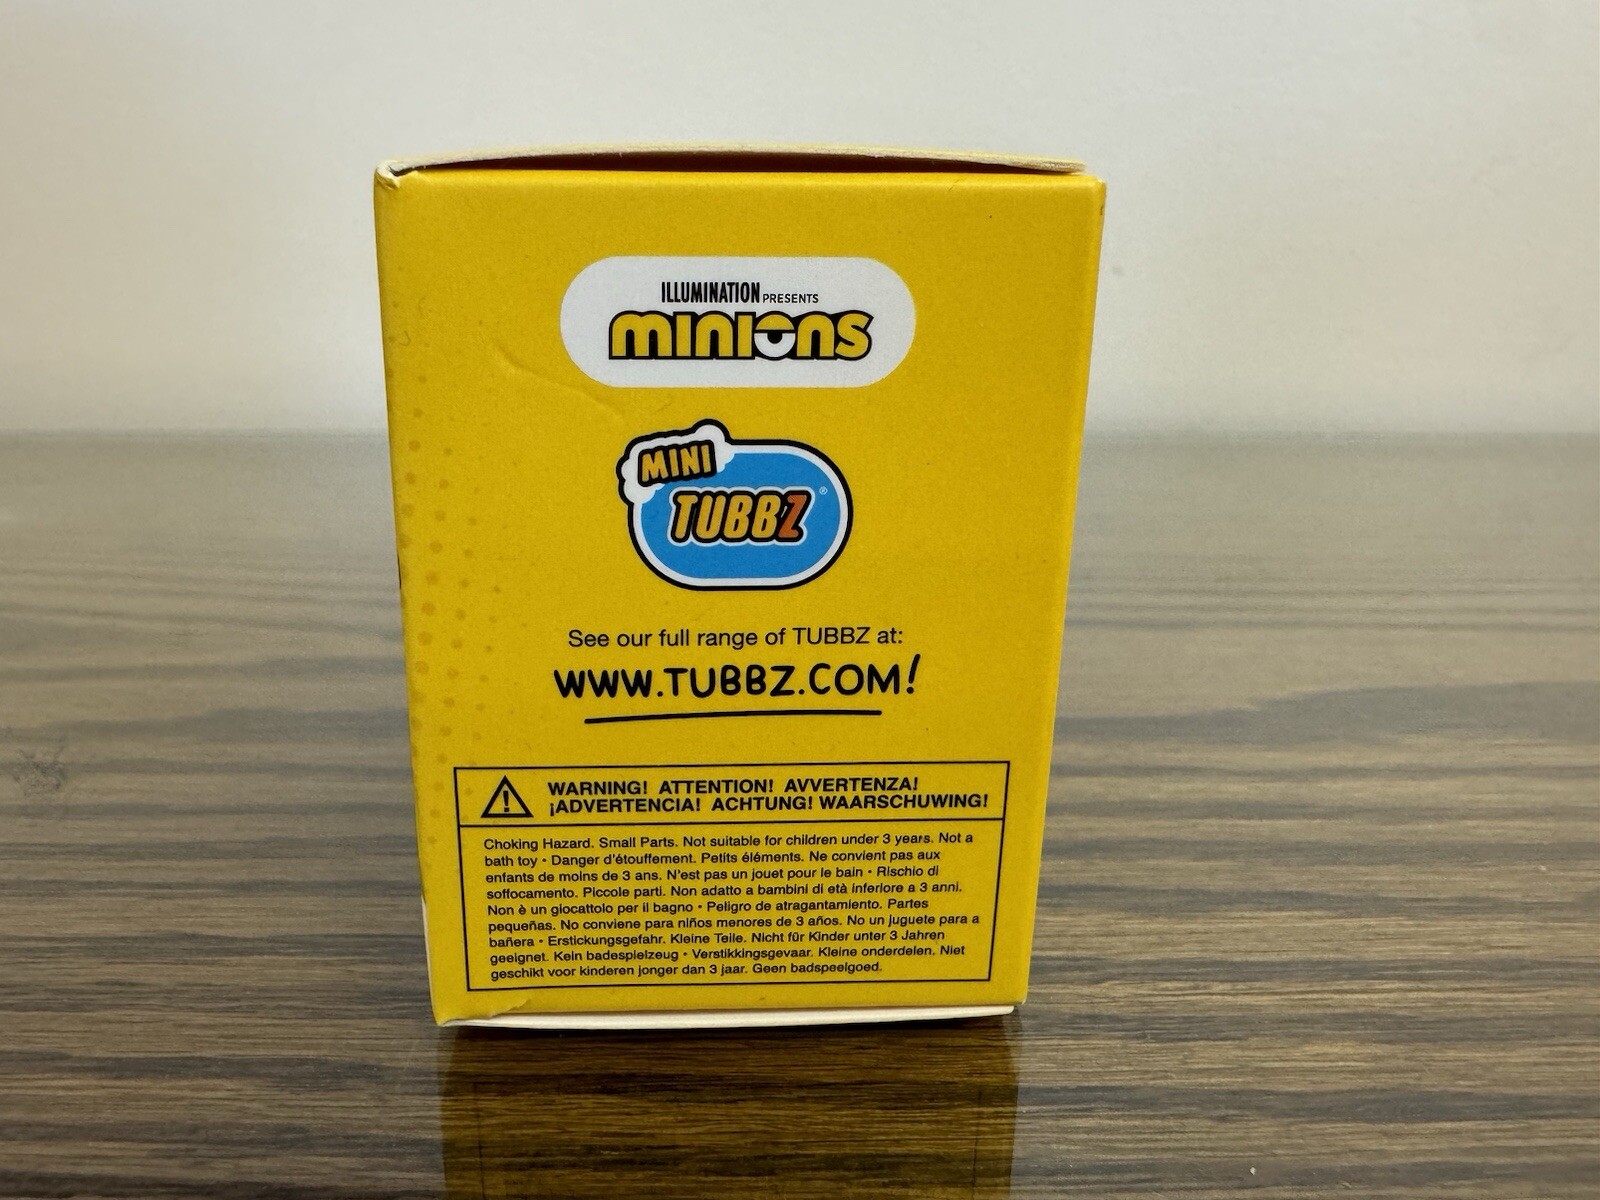 ILLUMINATION PRESENTS
minions
MINI
TUBBZ®
See our full range of TUBBZ at:
WWW.TUBBZ.COM!
WARNING! ATTENTION! AVVERTENZA!
¡ADVERTENCIA! ACHTUNG! WAARSCHUWING!
Choking Hazard. Small Parts. Not suitable for children under 3 years. Not a
bath toy • Danger d'étouffement. Petits éléments. Ne convient pas aux
enfants de moins de 3 ans. N'est pas un jouet pour le bain • Rischio di
soffocamento. Piccole parti. Non adatto a bambini di età inferiore a 3 anni.
Non è un giocattolo per il bagno • Peligro de atragantamiento. Partes
pequeñas. No conviene para niños menores de 3 años. No un juguete para a
bañera • Erstickungsgefahr. Kleine Teile. Nicht für Kinder unter 3 Jahren
geeignet. Kein badespielzeug • Verstikkingsgevaar. Kleine onderdelen. Niet
geschikt voor kinderen jonger dan 3 jaar. Geen badspeelgoed.